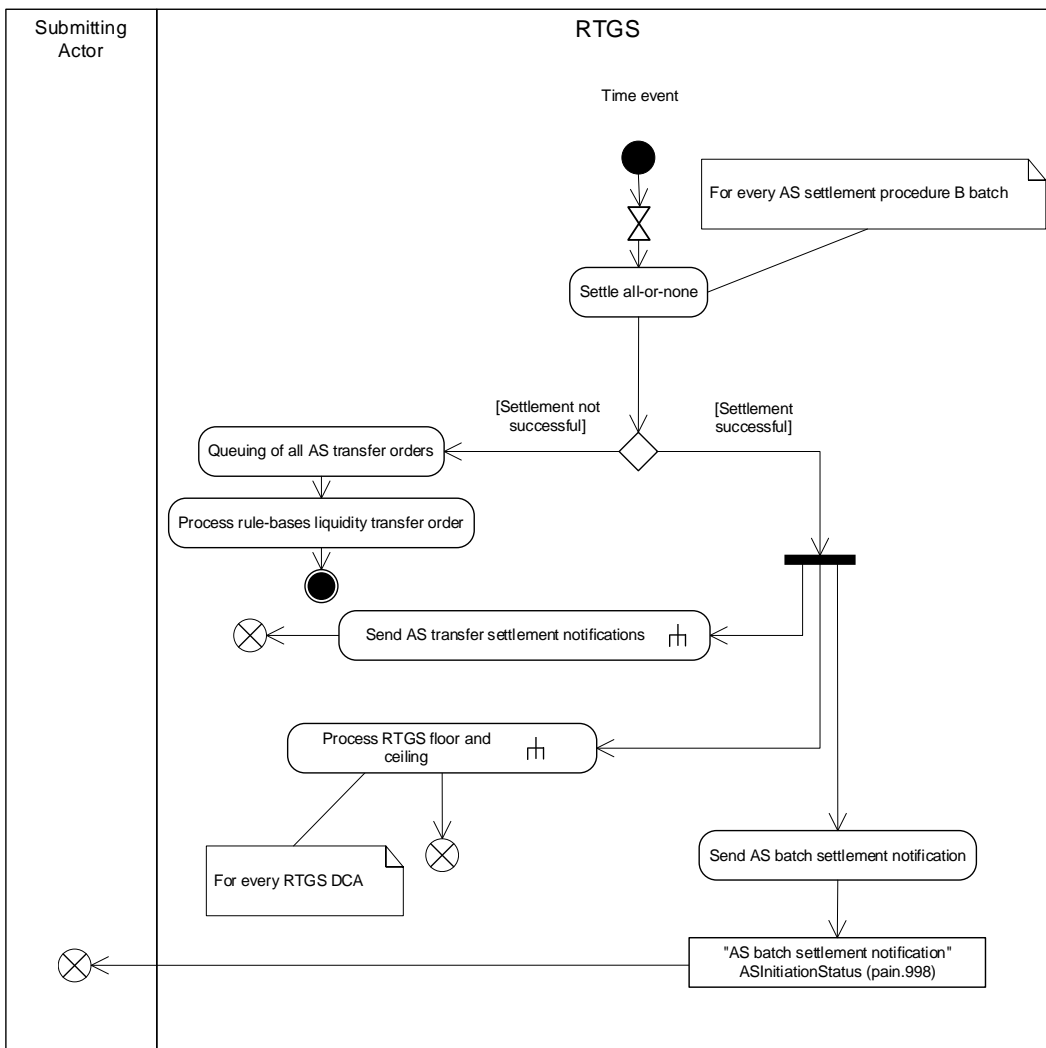 Submitting
Actor
RTGS
Time event
For every AS settlement procedure B batch
Settle all-or-none
[Settlement not
successful]
[Settlement
successful]
Queuing of all AS transfer orders
Process rule-bases liquidity transfer order
Send AS transfer settlement notifications
Process RTGS floor and
ceiling
Send AS batch settlement notification
For every RTGS DCA
"AS batch settlement notification"
ASInitiationStatus (pain.998)